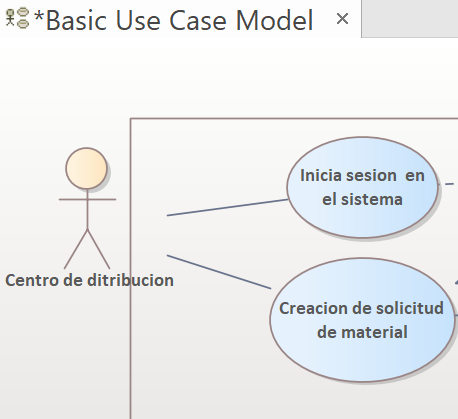 *Basic Use Case Model ×
Inicia sesion en
el sistema
Centro de ditribucion
Creacion de solicitud
de material